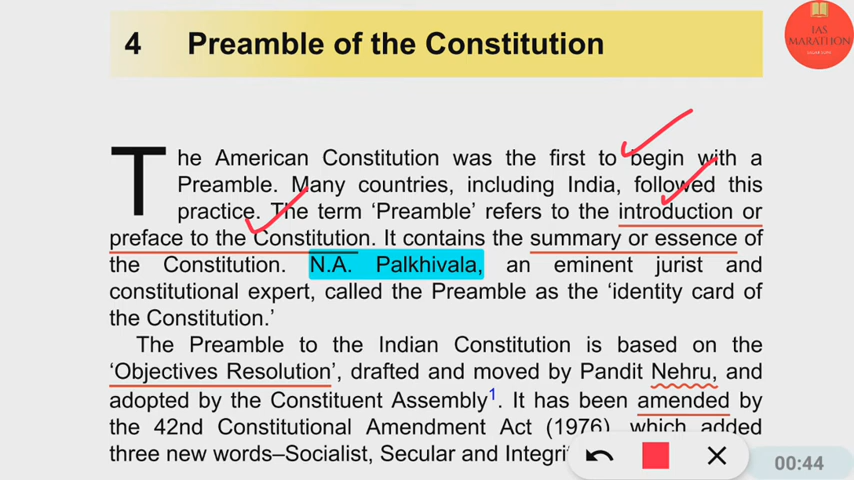 4 Preamble of the Constitution
IAS
MARATHON
The American Constitution was the first to begin with a
Preamble. Many countries, including India, followed this
practice. The term ‘Preamble’ refers to the introduction or
preface to the Constitution. It contains the summary or essence of
the Constitution. N.A. Palkhivala, an eminent jurist and
constitutional expert, called the Preamble as the ‘identity card of
the Constitution.’
The Preamble to the Indian Constitution is based on the
‘Objectives Resolution’, drafted and moved by Pandit Nehru, and
adopted by the Constituent Assembly1. It has been amended by
the 42nd Constitutional Amendment Act (1976), which added
three new words–Socialist, Secular and Integri
00:44